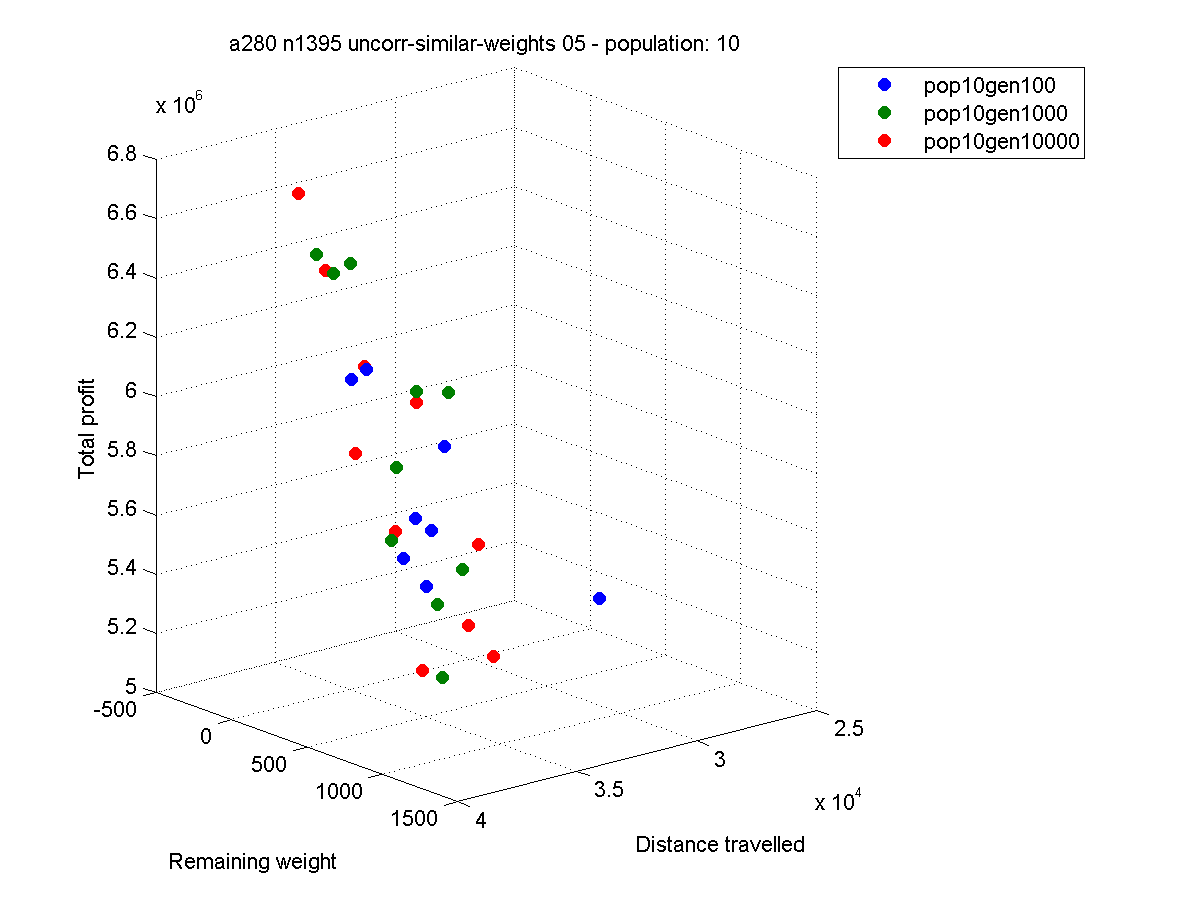 a280 n1395 uncorr-similar-weights 05 - population: 10
pop10gen100
pop10gen1000
pop10gen10000
x 10^6
6.8
6.6
6.4
6.2
6
5.8
5.6
5.4
5.2
5
Total profit
-500
0
500
1000
1500
Remaining weight
4
3.5
3
2.5
x 10^4
Distance travelled